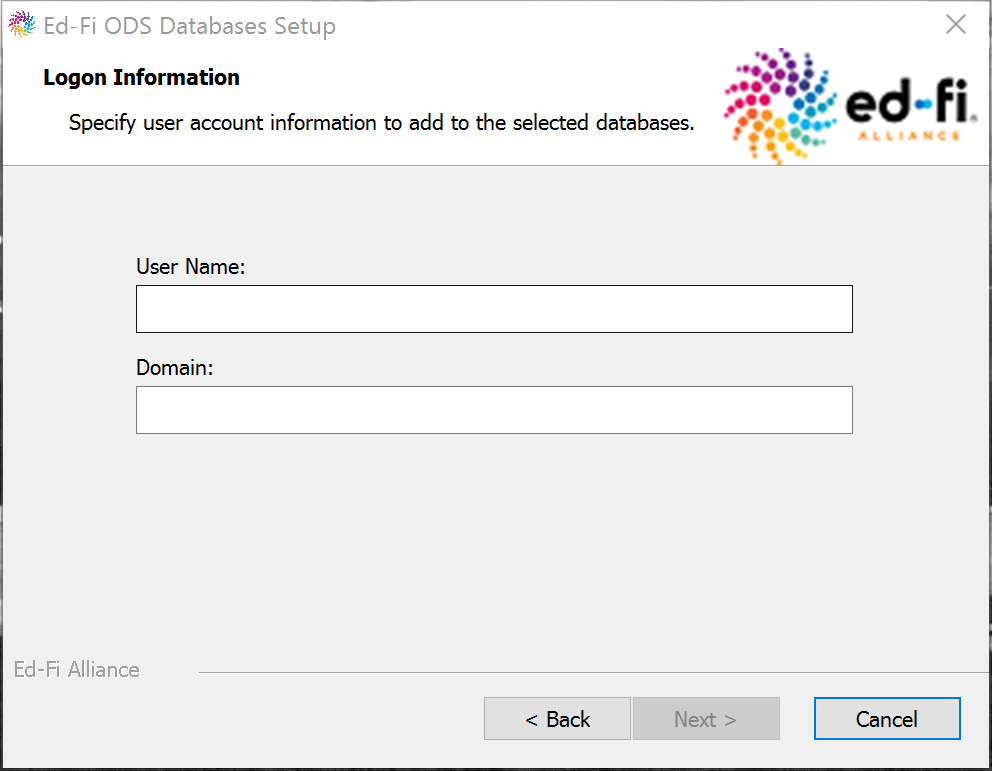 Ed-Fi ODS Databases Setup
Logon Information
Specify user account information to add to the selected databases.
ed-fi®
ALLIANCE
User Name:
Domain:
Ed-Fi Alliance
< Back
Next >
Cancel